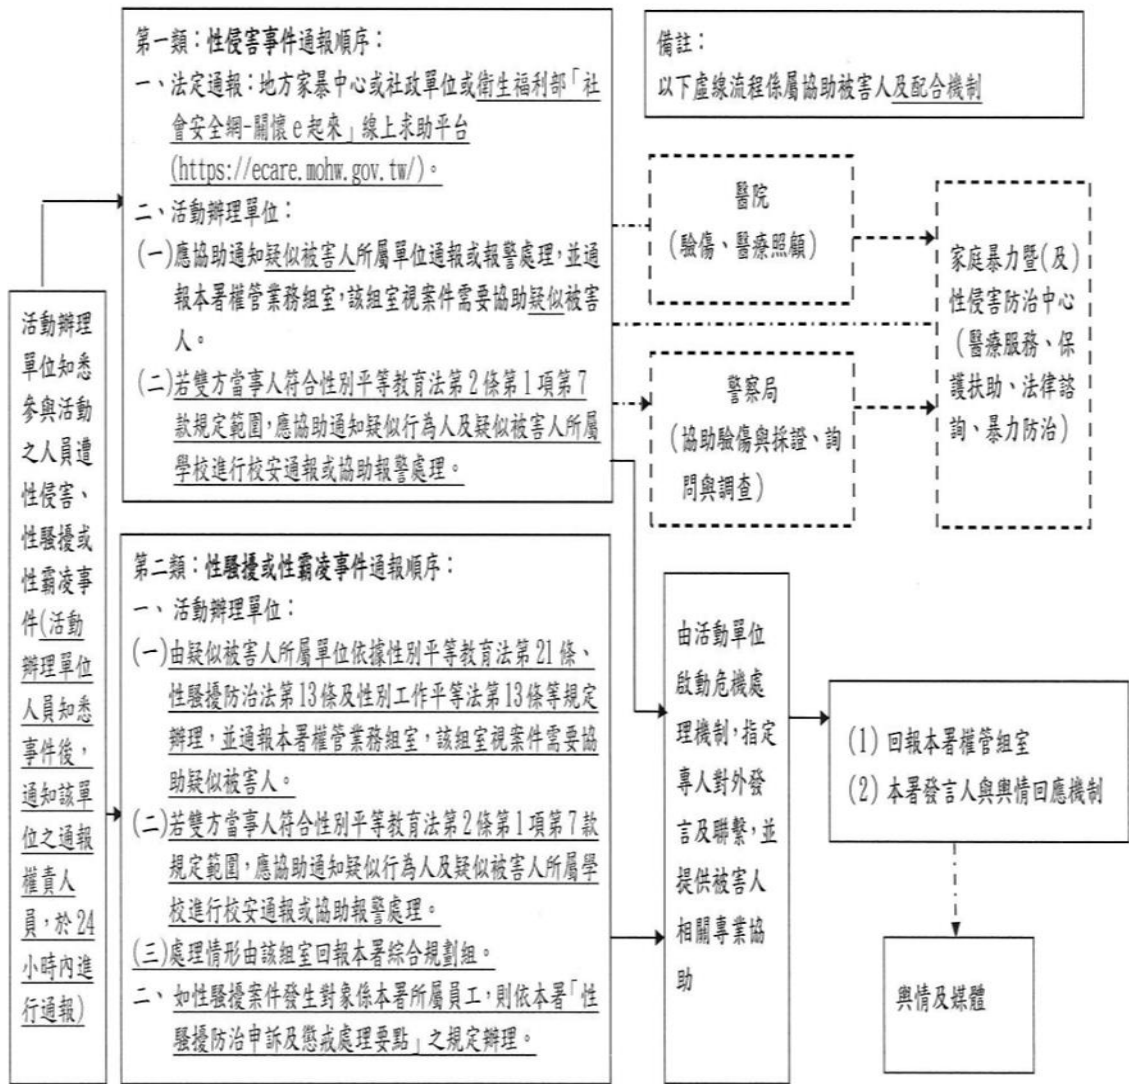 活動辦理
單位知悉
參與活動
之人員遭
性侵害、
性騷擾或
性霸凌事
件(活動
辦理單位
人員知悉
事件後，
通知該單
位之通報
權責人
員，於24
小時內進
行通報)
第一類：性侵害事件通報順序：
一、法定通報：地方家暴中心或社政單位或衛生福利部「社
會安全網-關懷e起來」線上求助平台
(https://ecare.mohw.gov.tw/)。
二、活動辦理單位：
(一)應協助通知疑似被害人所屬單位通報或報警處理，並通
報本署權管業務組室，該組室視案件需要協助疑似被害
人。
(二)若雙方當事人符合性別平等教育法第2條第1項第7
款規定範圍，應協助通知疑似行為人及疑似被害人所屬
學校進行校安通報或協助報警處理。
第二類：性騷擾或性霸凌事件通報順序：
一、活動辦理單位：
(一)由疑似被害人所屬單位依據性別平等教育法第21條、
性騷擾防治法第13條及性別工作平等法第13條等規定
辦理，並通報本署權管業務組室，該組室視案件需要協
助疑似被害人。
(二)若雙方當事人符合性別平等教育法第2條第1項第7款
規定範圍，應協助通知疑似行為人及疑似被害人所屬學
校進行校安通報或協助報警處理。
(三)處理情形由該組室回報本署綜合規劃組。
二、如性騷擾案件發生對象係本署所屬員工，則依本署「性
騷擾防治申訴及懲戒處理要點」之規定辦理。
備註：
以下虛線流程係屬協助被害人及配合機制
醫院
(驗傷、醫療照顧)
警察局
(協助驗傷與採證、詢
問與調查)
家庭暴力暨(及)
性侵害防治中心
(醫療服務、保
護扶助、法律諮
詢、暴力防治)
由活動單位
啟動危機處
理機制，指定
專人對外發
言及聯繫，並
提供被害人
相關專業協
助
(1) 回報本署權管組室
(2) 本署發言人與輿情回應機制
輿情及媒體